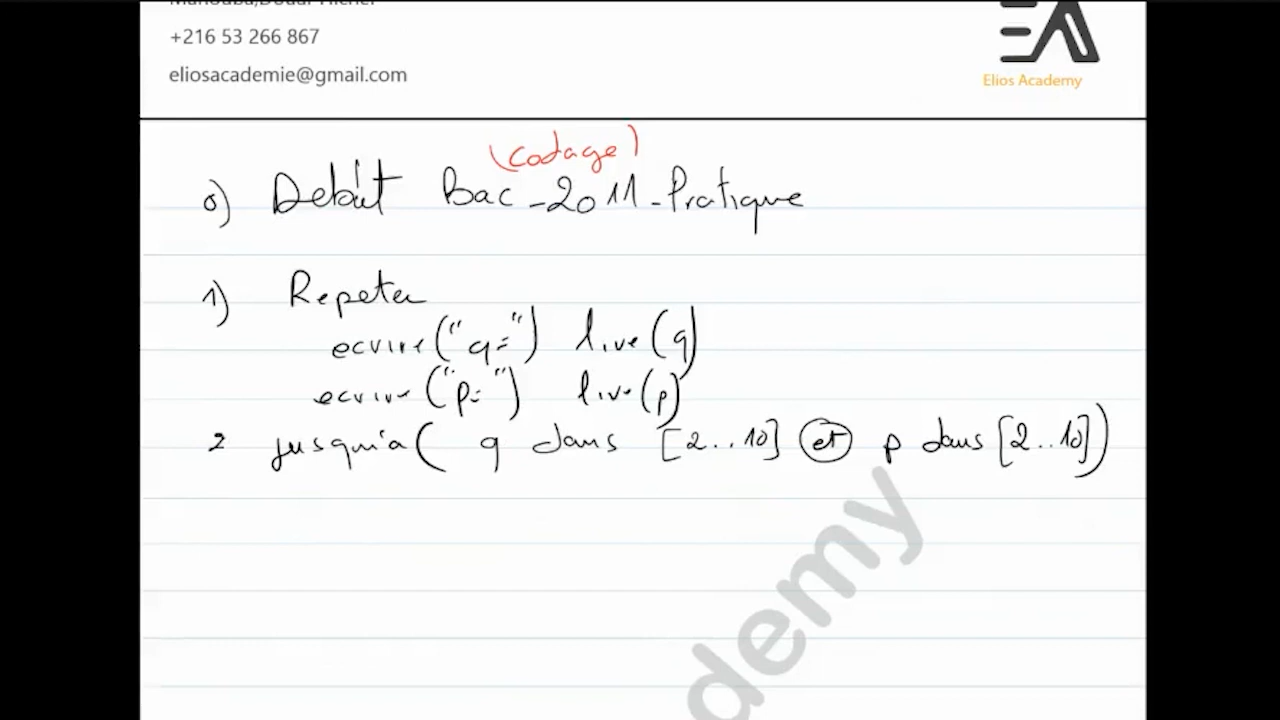 +216 53 266 867
eliosacademie@gmail.com
Elios Academy
(codage)
0) Debut Bac-2011-Pratique
1) Repeter
ecrire("q=") lire(q)
ecrire("p=") lire(p)
2 jusqu'a( q dans [2..10] et p dans [2..10])
demy